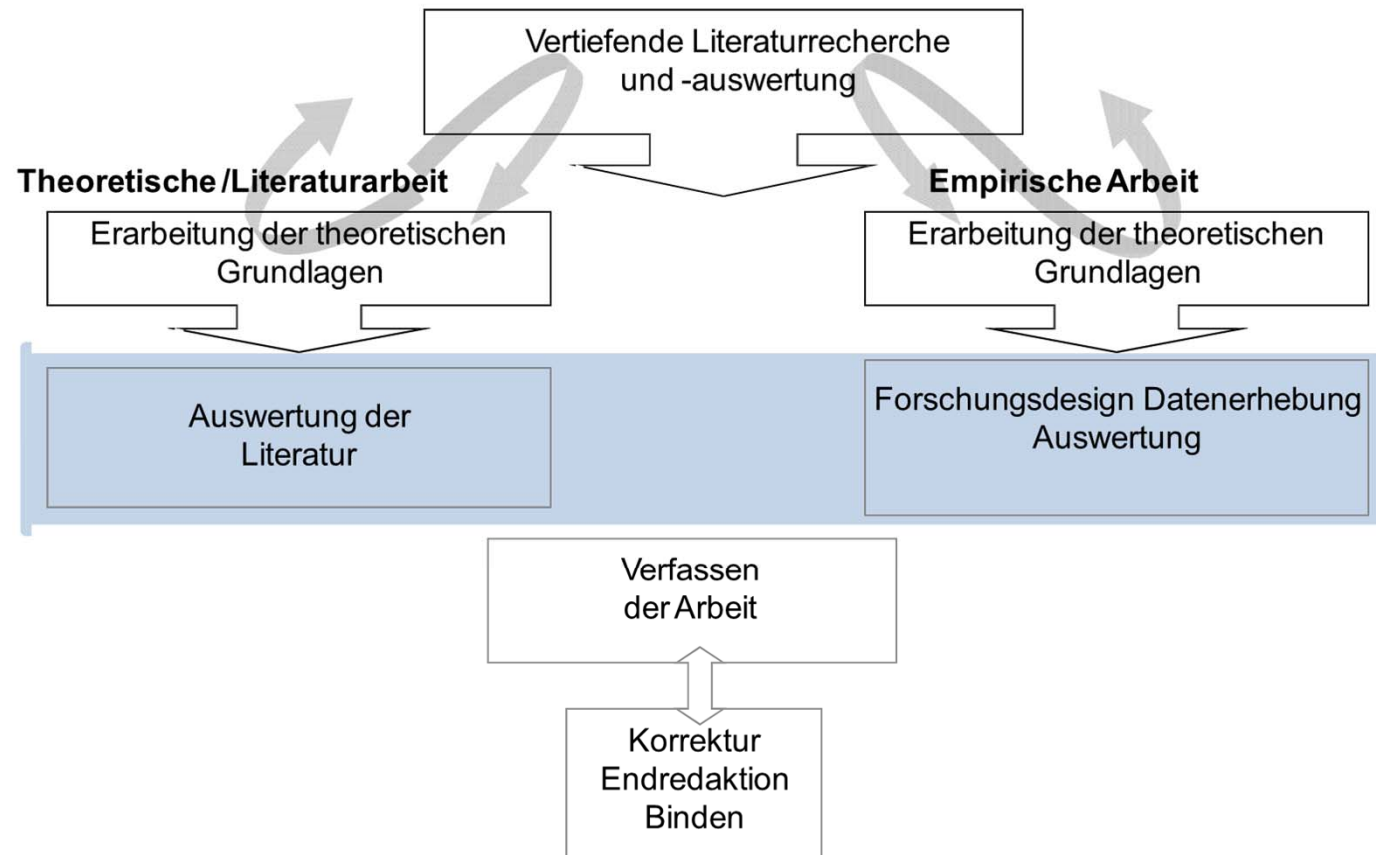 Vertiefende Literaturrecherche
und -auswertung
Theoretische/Literaturarbeit
Empirische Arbeit
Erarbeitung der theoretischen
Grundlagen
Erarbeitung der theoretischen
Grundlagen
Auswertung der
Literatur
Forschungsdesign Datenerhebung
Auswertung
Verfassen
der Arbeit
Korrektur
Endredaktion
Binden